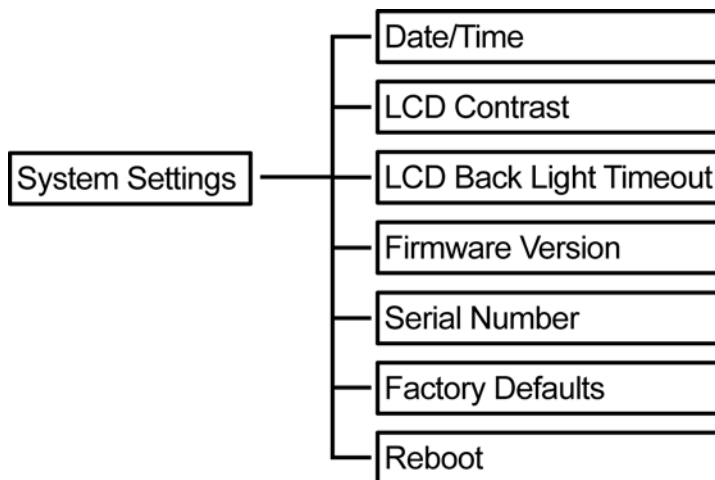 Date/Time
LCD Contrast
System Settings
LCD Back Light Timeout
Firmware Version
Serial Number
Factory Defaults
Reboot